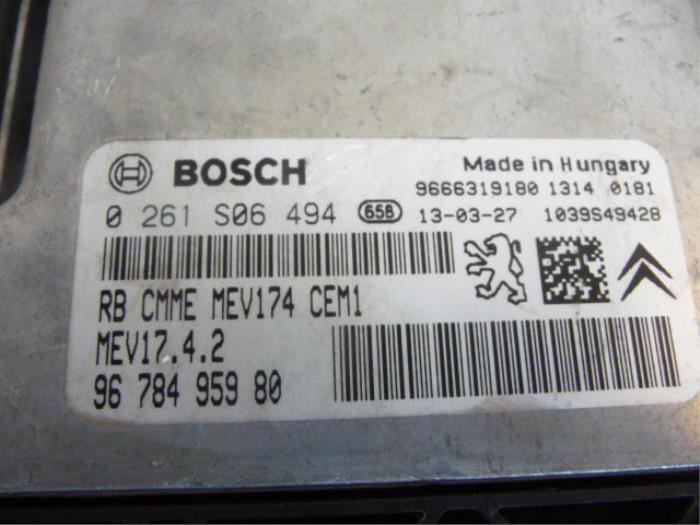 BOSCH Made in Hungary
9666319180 1314 0181
0 261 S06 494 658 13-03-27 1039S49428
RB CMME MEV174 CEM1
MEV17.4.2
96 784 959 80